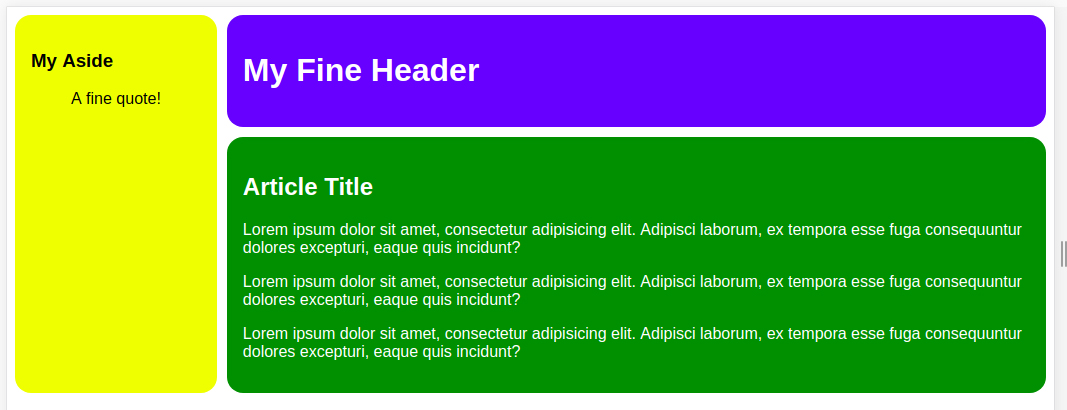 My Aside
A fine quote!
My Fine Header
Article Title
Lorem ipsum dolor sit amet, consectetur adipisicing elit. Adipisci laborum, ex tempora esse fuga consequuntur
dolores excepturi, eaque quis incidunt?
Lorem ipsum dolor sit amet, consectetur adipisicing elit. Adipisci laborum, ex tempora esse fuga consequuntur
dolores excepturi, eaque quis incidunt?
Lorem ipsum dolor sit amet, consectetur adipisicing elit. Adipisci laborum, ex tempora esse fuga consequuntur
dolores excepturi, eaque quis incidunt?